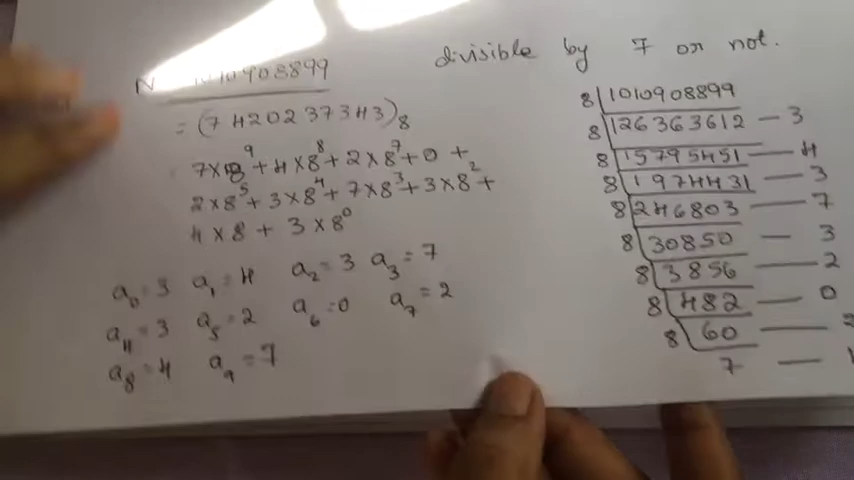 N 1010908899 divisible by 7 or not.
= (7420237343)₈
7×8⁹ + 4×8⁸ + 2×8⁷ + 0 +
2×8⁵ + 3×8⁴ + 7×8³ + 3×8² +
4×8 + 3×8⁰
a₀ = 3 a₁ = 4 a₂ = 3 a₃ = 7
a₄ = 3 a₅ = 2 a₆ = 0 a₇ = 2
a₈ = 4 a₉ = 7
8 | 1010908899
8 | 126363612 — 3
8 | 15795451 — 4
8 | 1974431 — 3
8 | 246803 — 7
8 | 30850 — 3
8 | 3856 — 2
8 | 482 — 0
8 | 60 — 2
7 —